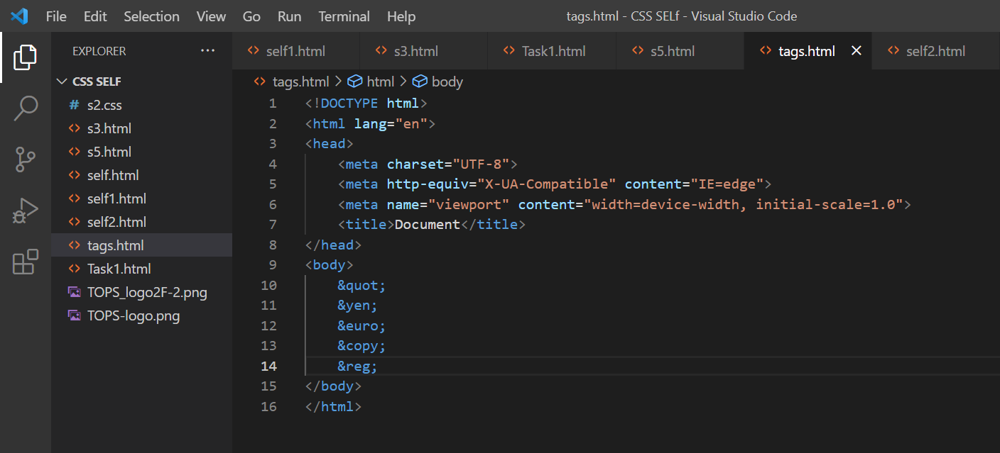 File Edit Selection View Go Run Terminal Help tags.html - CSS SELf - Visual Studio Code
EXPLORER ···
CSS SELF
# s2.css
s3.html
s5.html
self.html
self1.html
self2.html
tags.html
Task1.html
TOPS_logo2F-2.png
TOPS-logo.png
self1.html s3.html Task1.html s5.html tags.html self2.html
tags.html > html > body
1 <!DOCTYPE html>
2 <html lang="en">
3 <head>
4 <meta charset="UTF-8">
5 <meta http-equiv="X-UA-Compatible" content="IE=edge">
6 <meta name="viewport" content="width=device-width, initial-scale=1.0">
7 <title>Document</title>
8 </head>
9 <body>
10 &quot;
11 &yen;
12 &euro;
13 &copy;
14 &reg;
15 </body>
16 </html>